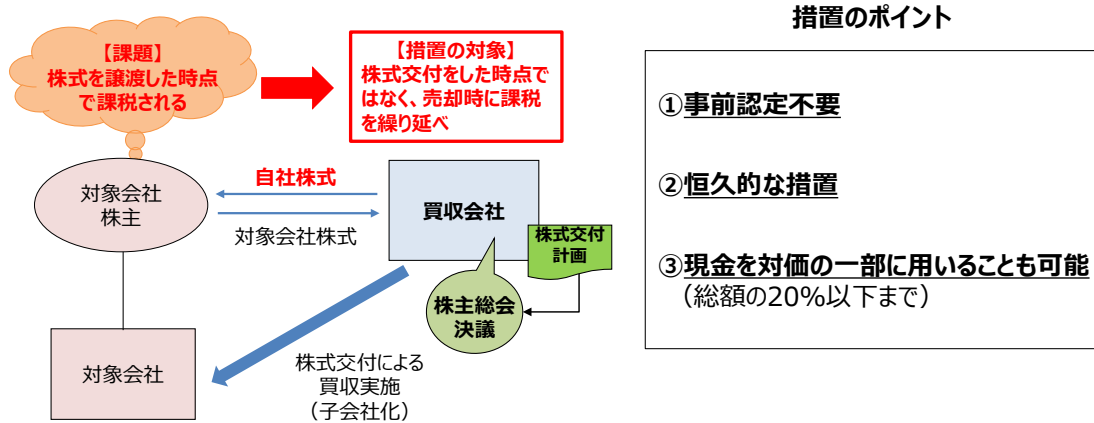 【課題】
株式を譲渡した時点
で課税される
【措置の対象】
株式交付をした時点で
はなく、売却時に課税
を繰り延べ
対象会社
株主
自社株式
対象会社株式
買収会社
株式交付
計画
株主総会
決議
対象会社
株式交付による
買収実施
（子会社化）
措置のポイント
①事前認定不要
②恒久的な措置
③現金を対価の一部に用いることも可能
（総額の20%以下まで）